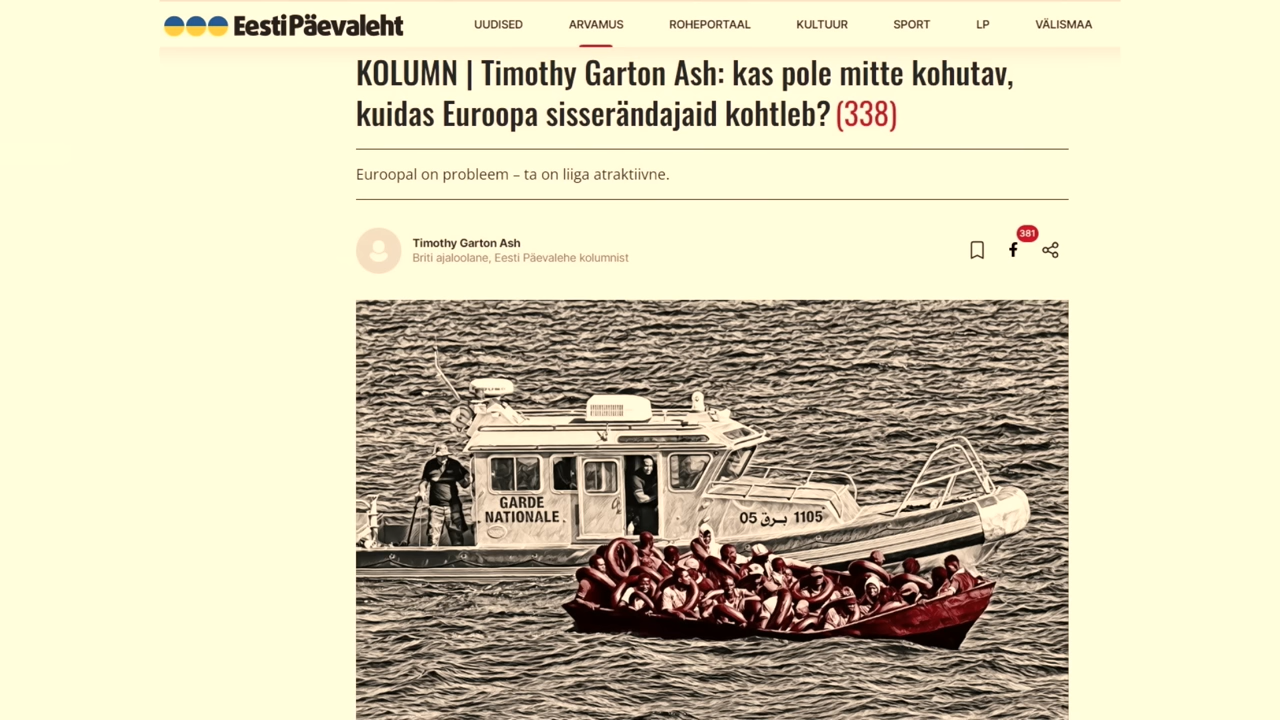 EestiPäevaleht
UUDISED ARVAMUS ROHEPORTAAL KULTUUR SPORT LP VÄLISMAA
KOLUMN | Timothy Garton Ash: kas pole mitte kohutav,
kuidas Euroopa sisserändajaid kohtleb? (338)
Euroopal on probleem – ta on liiga atraktiivne.
Timothy Garton Ash
381
Briti ajaloolane, Eesti Päevalehe kolumnist
GARDE
NATIONALE
05 برق 1105